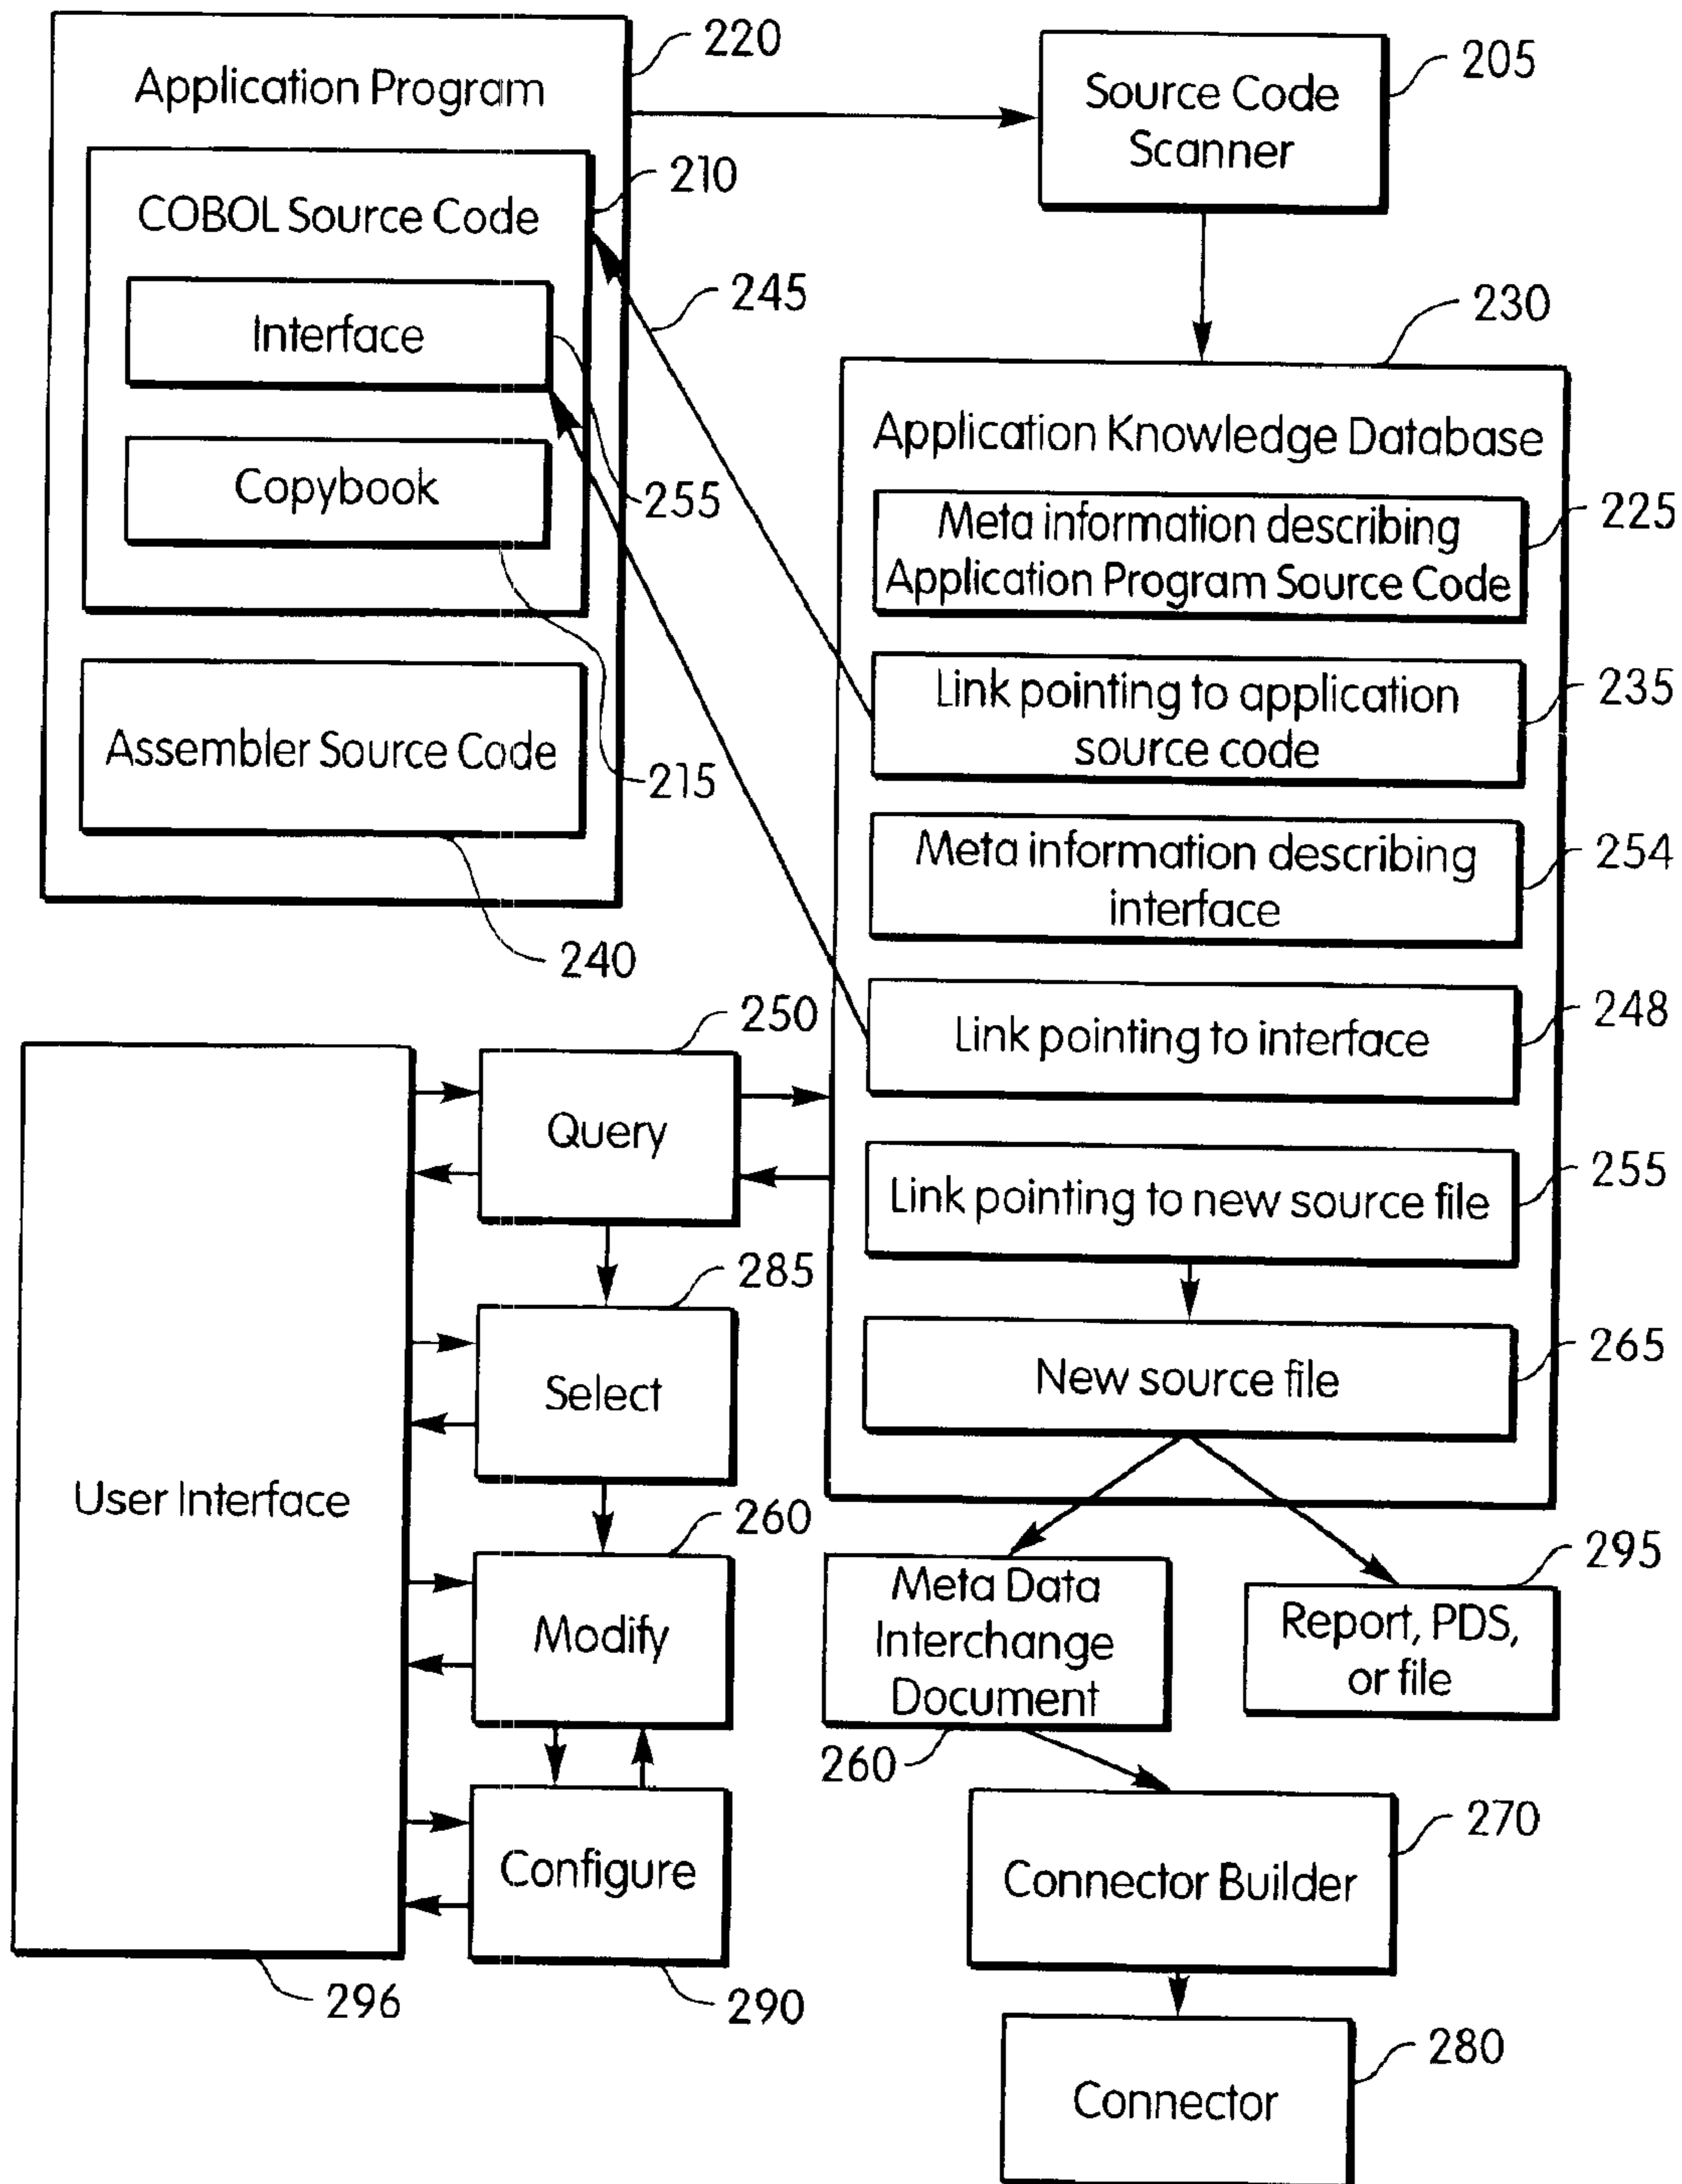 220
Application Program
210
COBOL Source Code
Interface
245
Copybook
255
Assembler Source Code
215
240
205
Source Code
Scanner
230
Application Knowledge Database
Meta information describing
Application Program Source Code
225
Link pointing to application
source code
235
Meta information describing
interface
254
Link pointing to interface
248
Link pointing to new source file
255
New source file
265
User Interface
296
250
Query
285
Select
260
Modify
Configure
290
Meta Data
Interchange
Document
260
295
Report, PDS,
or file
270
Connector Builder
280
Connector